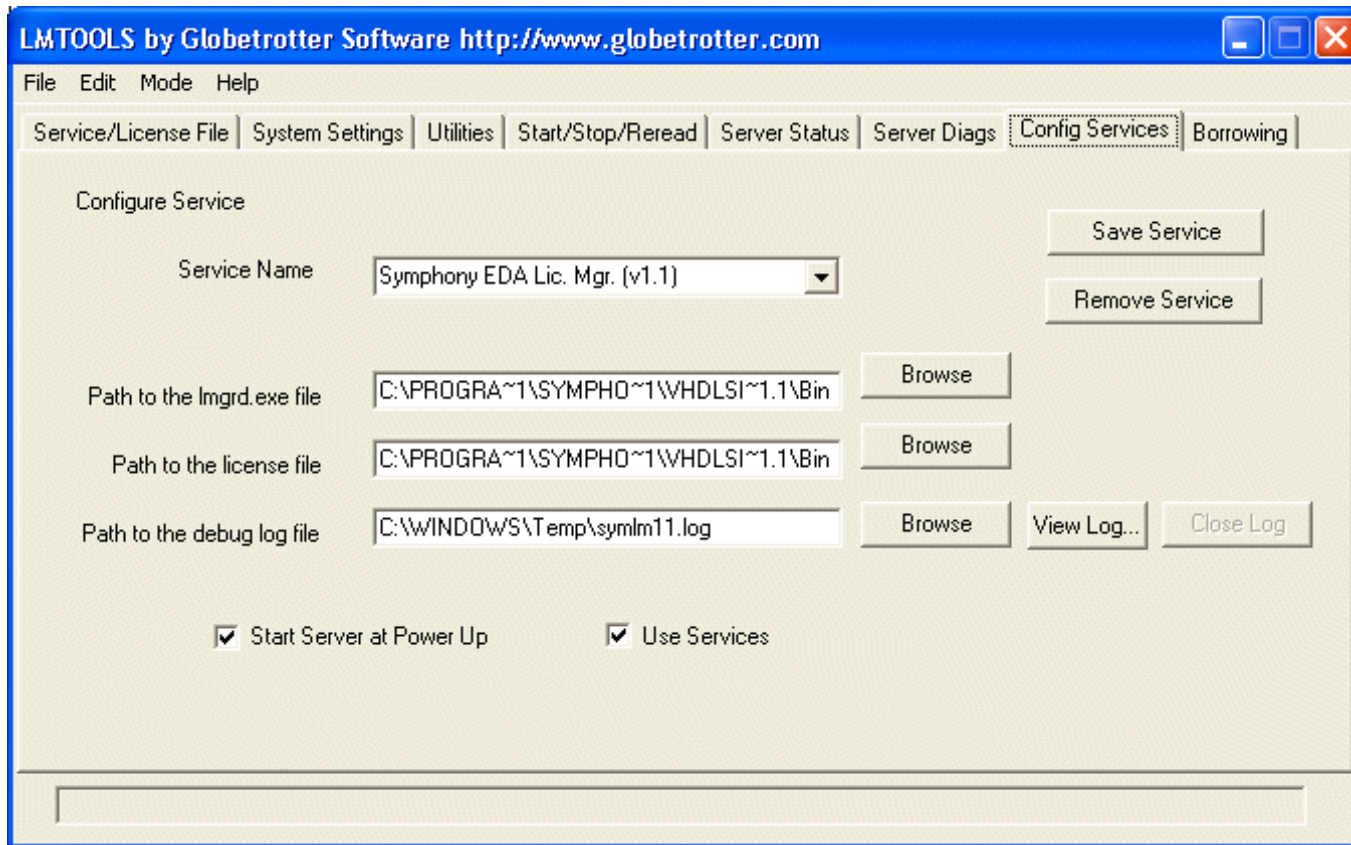 LMTOOLS by Globetrotter Software http://www.globetrotter.com
File Edit Mode Help
Service/License File System Settings Utilities Start/Stop/Reread Server Status Server Diags Config Services Borrowing
Configure Service
Save Service
Service Name Symphony EDA Lic. Mgr. (v1.1)
Remove Service
Path to the lmgrd.exe file C:\PROGRA~1\SYMPHO~1\VHDLSI~1.1\Bin Browse
Path to the license file C:\PROGRA~1\SYMPHO~1\VHDLSI~1.1\Bin Browse
Path to the debug log file C:\WINDOWS\Temp\symlm11.log Browse View Log... Close Log
Start Server at Power Up Use Services